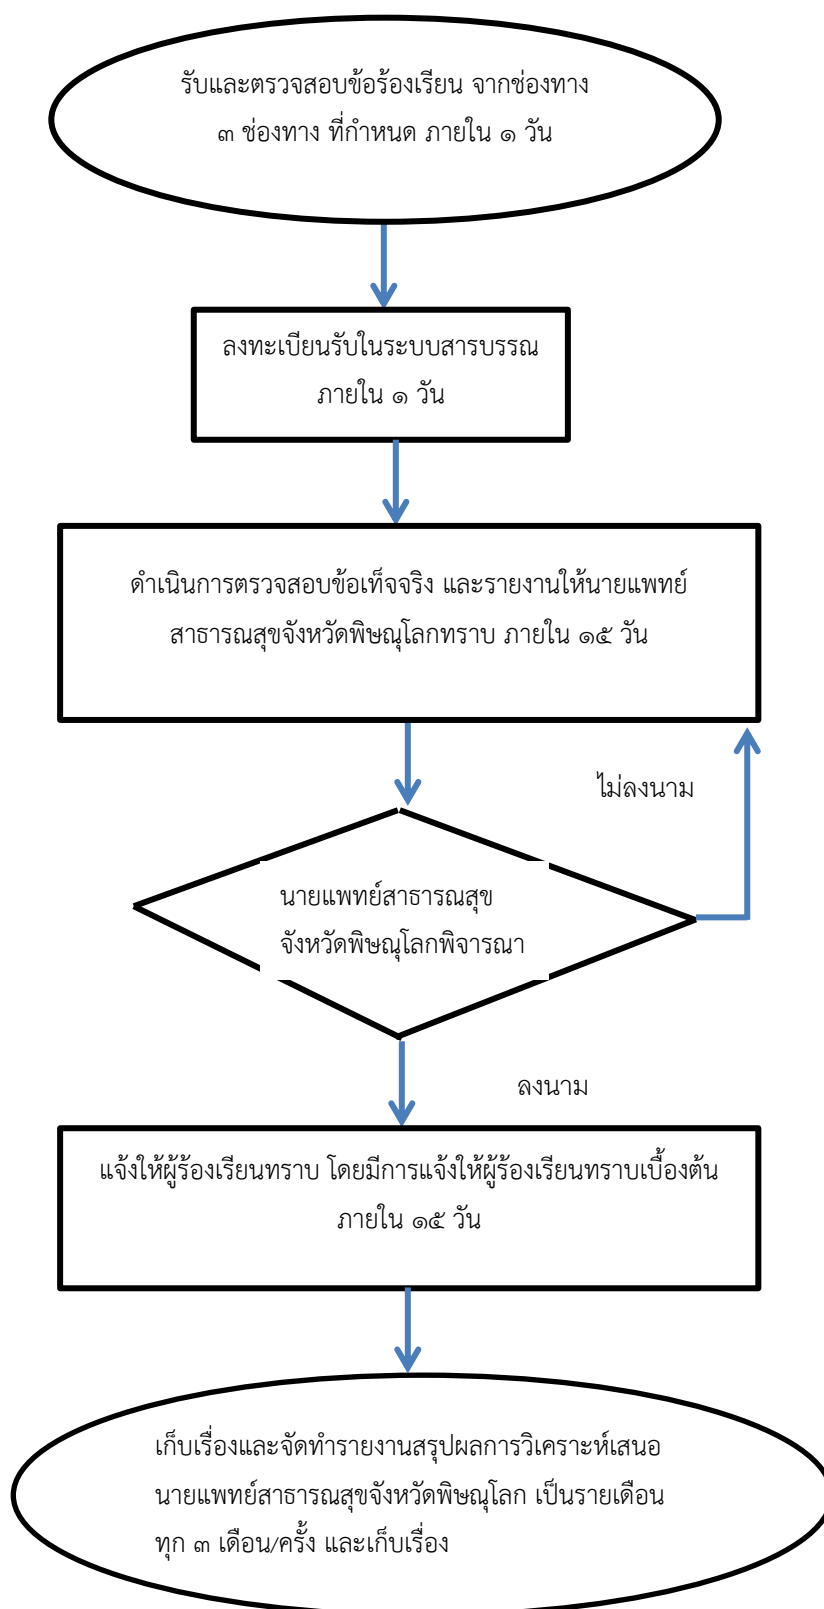 รับและตรวจสอบข้อร้องเรียน จากช่องทาง
๓ ช่องทาง ที่กำหนด ภายใน ๑ วัน
ลงทะเบียนรับในระบบสารบรรณ
ภายใน ๑ วัน
ดำเนินการตรวจสอบข้อเท็จจริง และรายงานให้นายแพทย์
สาธารณสุขจังหวัดพิษณุโลกทราบ ภายใน ๑๕ วัน
ไม่ลงนาม
นายแพทย์สาธารณสุข
จังหวัดพิษณุโลกพิจารณา
ลงนาม
แจ้งให้ผู้ร้องเรียนทราบ โดยมีการแจ้งให้ผู้ร้องเรียนทราบเบื้องต้น
ภายใน ๑๕ วัน
เก็บเรื่องและจัดทำรายงานสรุปผลการวิเคราะห์เสนอ
นายแพทย์สาธารณสุขจังหวัดพิษณุโลก เป็นรายเดือน
ทุก ๓ เดือน/ครั้ง และเก็บเรื่อง